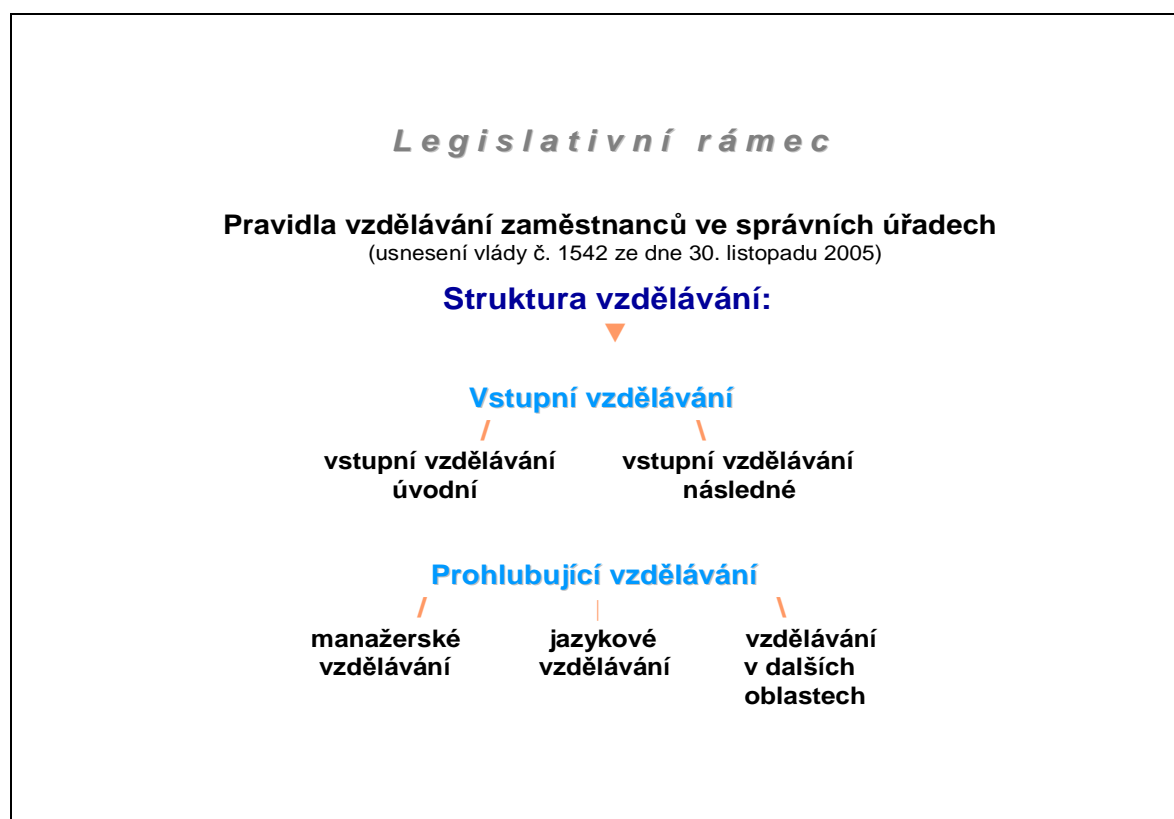 Legislativní rámec
Pravidla vzdělávání zaměstnanců ve správních úřadech
(usnesení vlády č. 1542 ze dne 30. listopadu 2005)
Struktura vzdělávání:
Vstupní vzdělávání
vstupní vzdělávání úvodní
vstupní vzdělávání následné
Prohlubující vzdělávání
manažerské vzdělávání
jazykové vzdělávání
vzdělávání v dalších oblastech